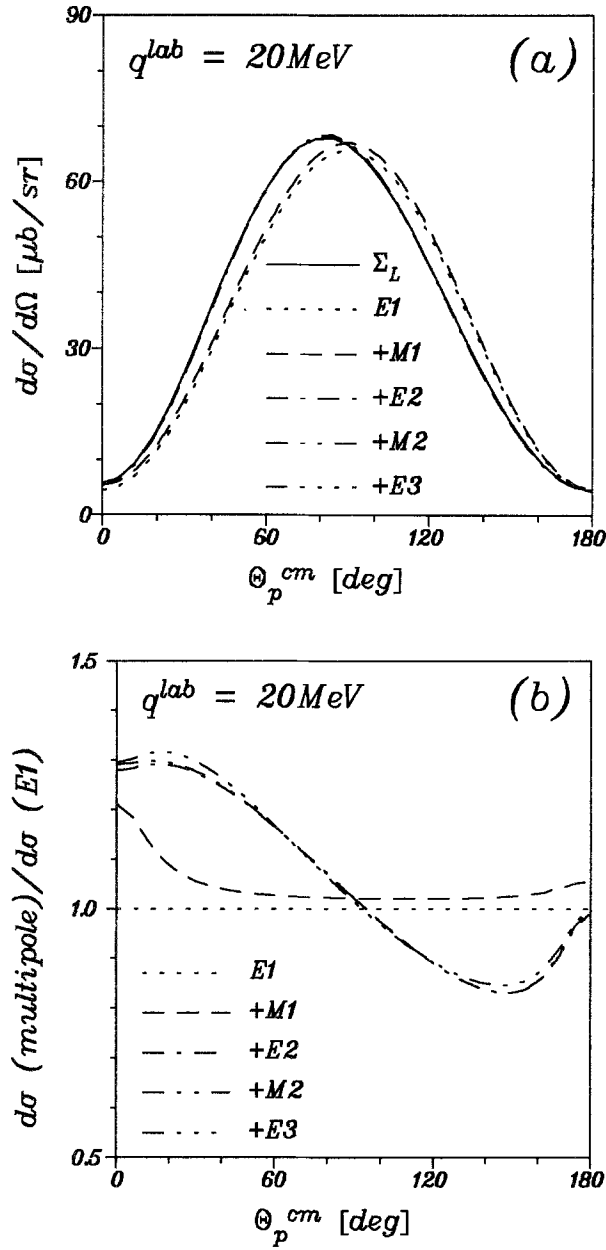 90
q^lab = 20MeV
(a)
60
30
0
dσ/dΩ [μb/sr]
Σ_L
E1
+M1
+E2
+M2
+E3
0 60 120 180
Θ_p^cm [deg]
1.5
q^lab = 20MeV
(b)
1.0
0.5
dσ (multipole)/dσ (E1)
E1
+M1
+E2
+M2
+E3
0 60 120 180
Θ_p^cm [deg]